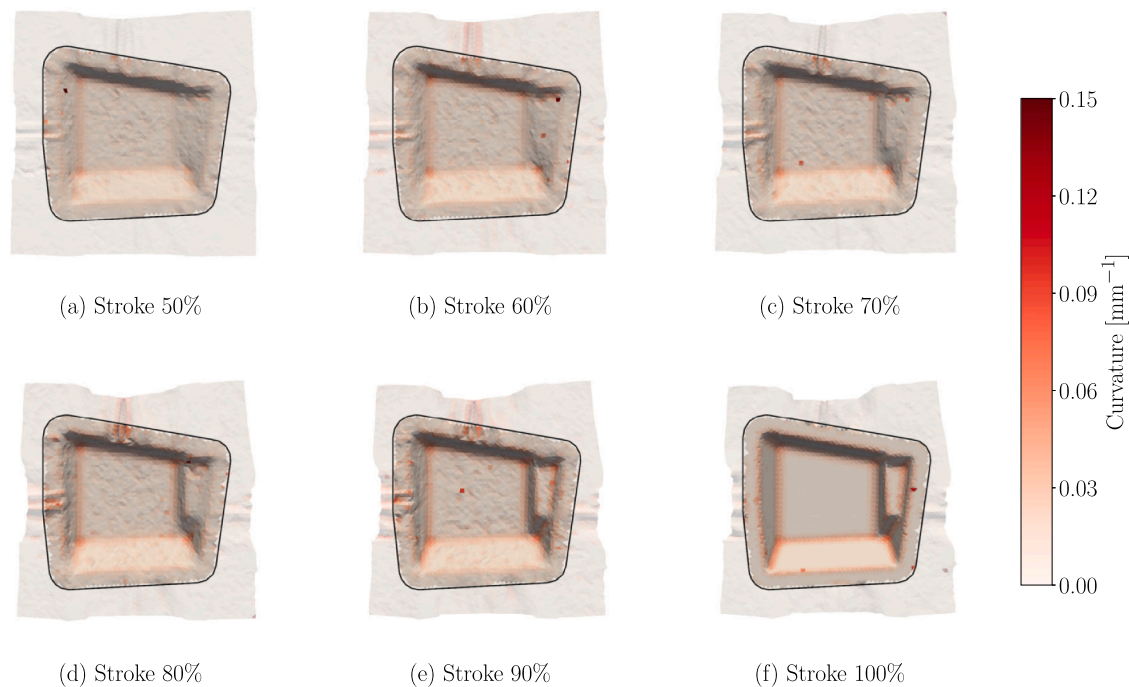 (a) Stroke 50%
(b) Stroke 60%
(c) Stroke 70%
(d) Stroke 80%
(e) Stroke 90%
(f) Stroke 100%
0.15
0.12
0.09
0.06
0.03
0.00
Curvature [mm⁻¹]